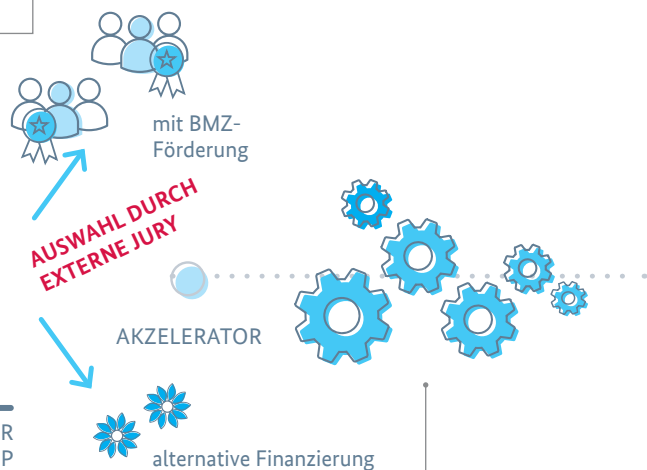 mit BMZ-
Förderung
AUSWAHL DURCH
EXTERNE JURY
AKZELERATOR
R
P
alternative Finanzierung